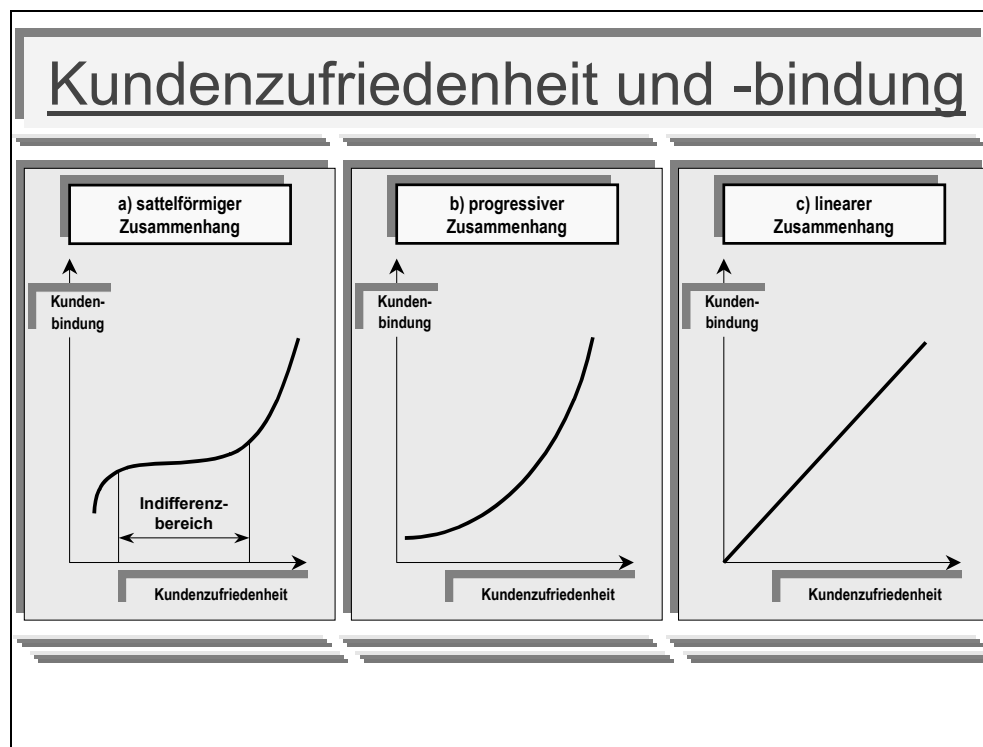 Kundenzufriedenheit und -bindung
a) sattelförmiger
Zusammenhang
Kunden-
bindung
Indifferenz-
bereich
Kundenzufriedenheit
b) progressiver
Zusammenhang
Kunden-
bindung
Kundenzufriedenheit
c) linearer
Zusammenhang
Kunden-
bindung
Kundenzufriedenheit